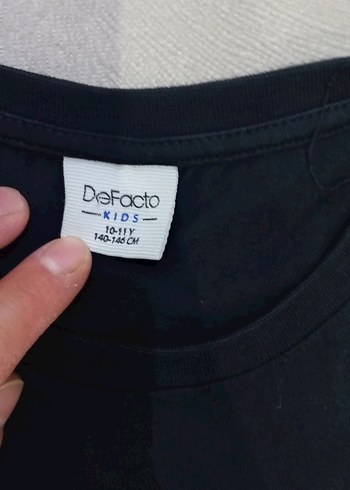 DeFacto
KIDS
10-11 Y
140-146 CM